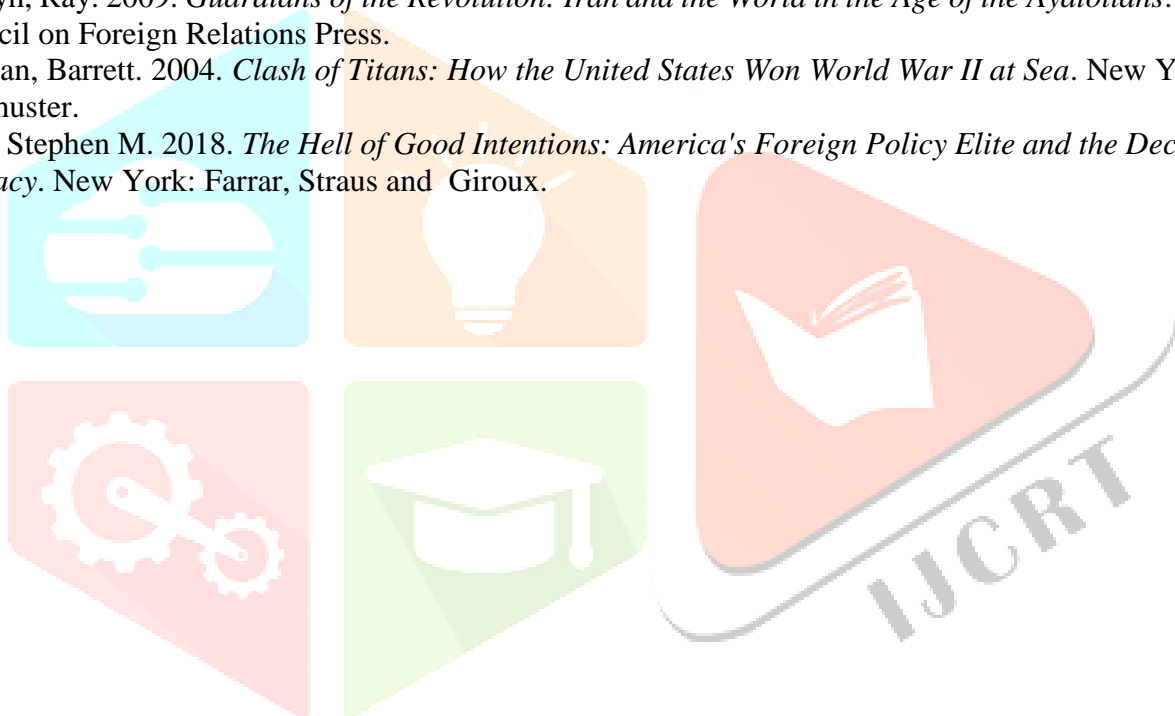 yn, Ray. 2009. Guardians of the Revolution: Iran and the World in the Age of the Ayatollahs.
cil on Foreign Relations Press.
an, Barrett. 2004. Clash of Titans: How the United States Won World War II at Sea. New Y
huster.
Stephen M. 2018. The Hell of Good Intentions: America's Foreign Policy Elite and the Dec
acy. New York: Farrar, Straus and Giroux.
IJCRT